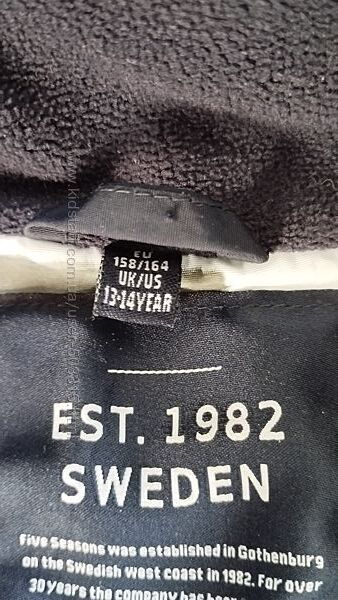 EU
158/164
UK/US
13-14YEAR
EST. 1982
SWEDEN
Five Seasons was established in Gothenburg
on the Swedish west coast in 1982. For over
30 years the company has been